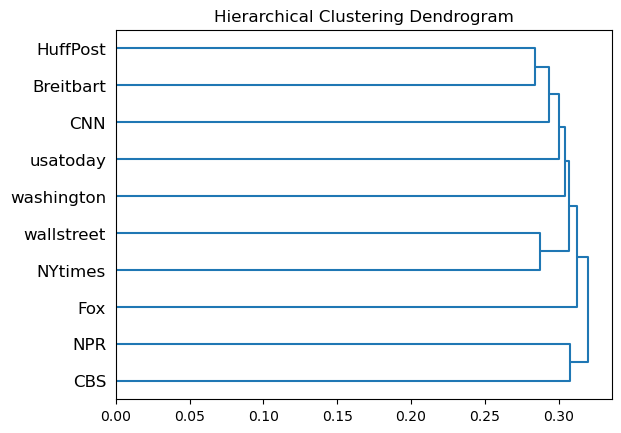 Hierarchical Clustering Dendrogram
HuffPost
Breitbart
CNN
usatoday
washington
wallstreet
NYtimes
Fox
NPR
CBS
0.00 0.05 0.10 0.15 0.20 0.25 0.30